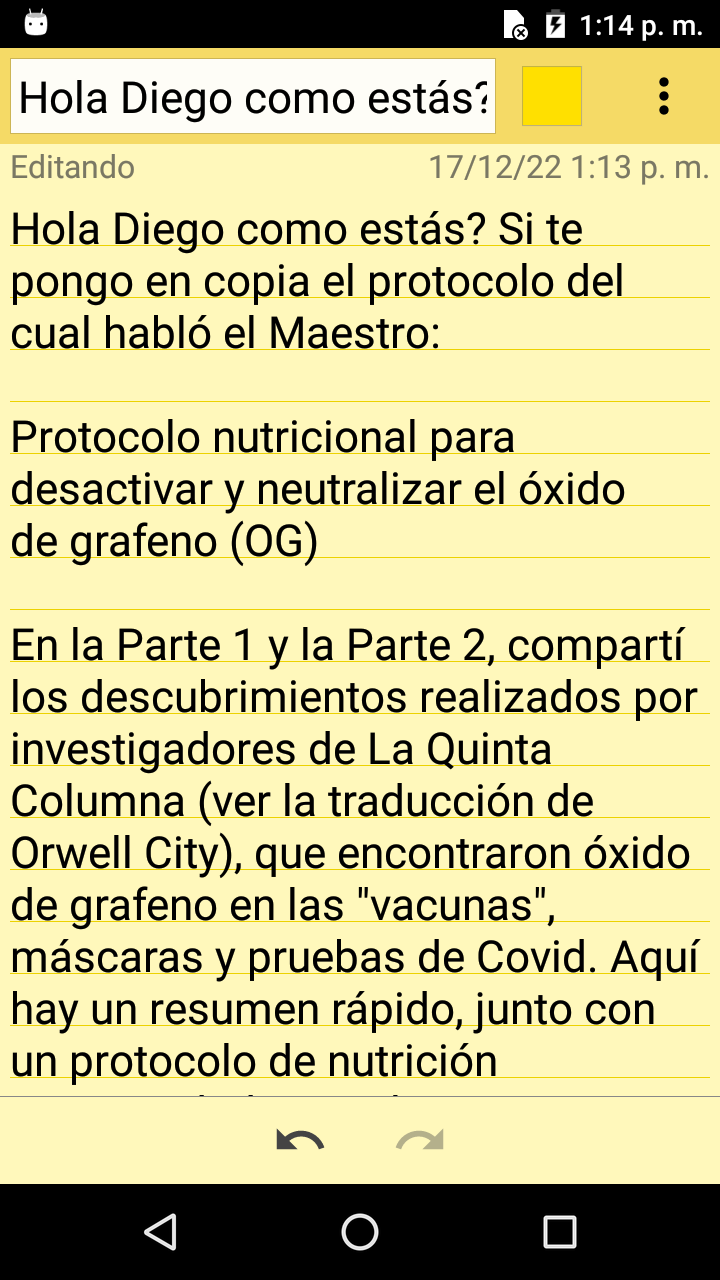 1:14 p. m.
Hola Diego como estás?
Editando
17/12/22 1:13 p. m.
Hola Diego como estás? Si te
pongo en copia el protocolo del
cual habló el Maestro:
Protocolo nutricional para
desactivar y neutralizar el óxido
de grafeno (OG)
En la Parte 1 y la Parte 2, compartí
los descubrimientos realizados por
investigadores de La Quinta
Columna (ver la traducción de
Orwell City), que encontraron óxido
de grafeno en las "vacunas",
máscaras y pruebas de Covid. Aquí
hay un resumen rápido, junto con
un protocolo de nutrición